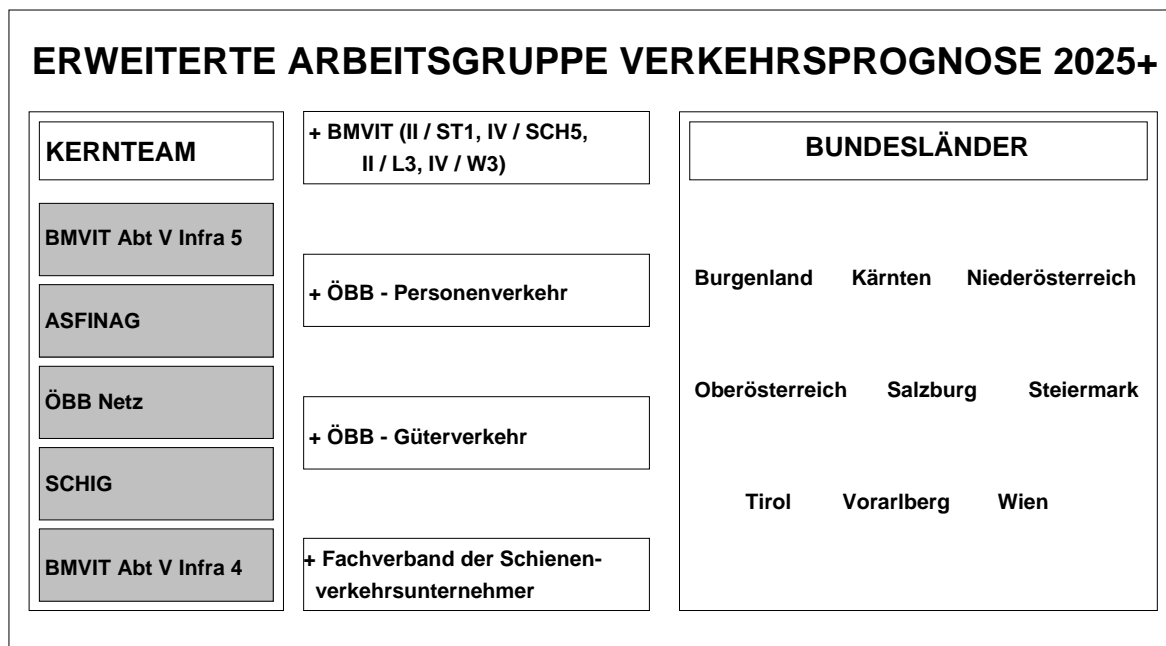 ERWEITERTE ARBEITSGRUPPE VERKEHRSPROGNOSE 2025+
KERNTEAM
BMVIT Abt V Infra 5
ASFINAG
ÖBB Netz
SCHIG
BMVIT Abt V Infra 4
+ BMVIT (II / ST1, IV / SCH5,
II / L3, IV / W3)
+ ÖBB - Personenverkehr
+ ÖBB - Güterverkehr
+ Fachverband der Schienen-
verkehrsunternehmer
BUNDESLÄNDER
Burgenland Kärnten Niederösterreich
Oberösterreich Salzburg Steiermark
Tirol Vorarlberg Wien